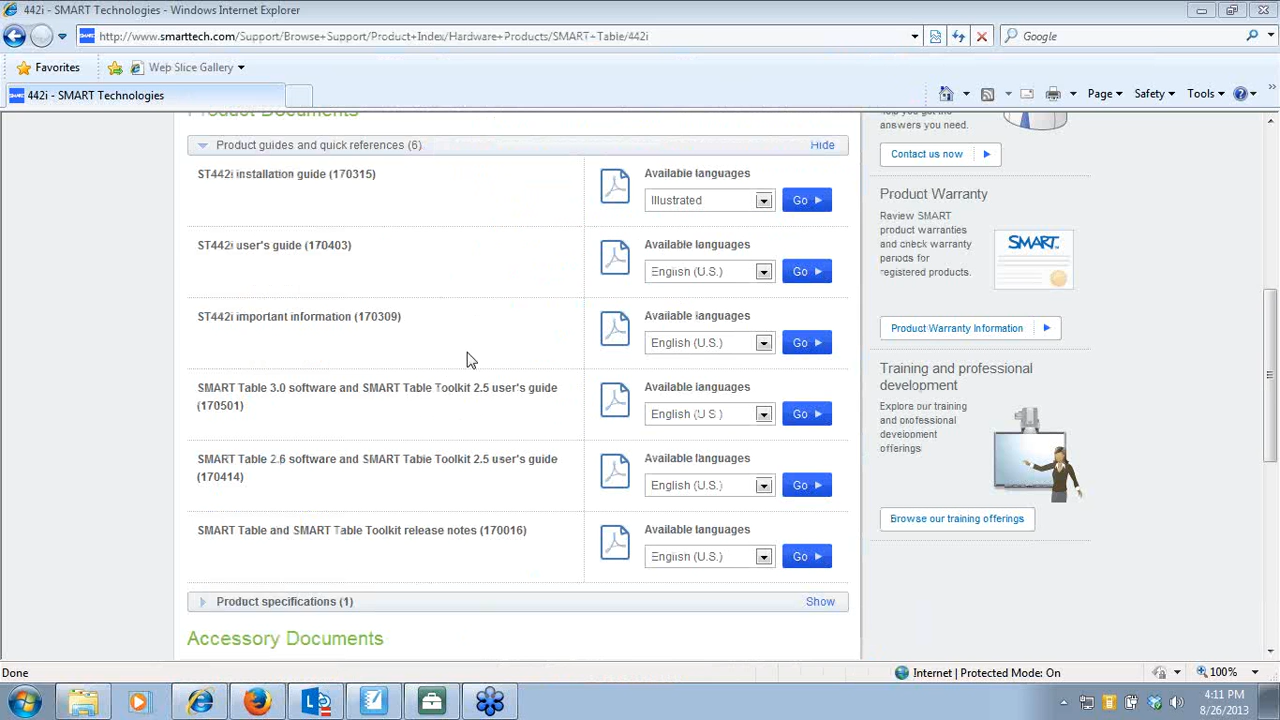 442i - SMART Technologies - Windows Internet Explorer
http://www.smarttech.com/Support/Browse+Support/Product+Index/Hardware+Products/SMART+Table/442i
Google
Favorites
Web Slice Gallery
442i - SMART Technologies
Page
Safety
Tools
Product Documents
Product guides and quick references (6)
Hide
ST442i installation guide (170315)
Available languages
Illustrated
Go
ST442i user's guide (170403)
Available languages
English (U.S.)
Go
ST442i important information (170309)
Available languages
English (U.S.)
Go
SMART Table 3.0 software and SMART Table Toolkit 2.5 user's guide
(170501)
Available languages
English (U.S.)
Go
SMART Table 2.6 software and SMART Table Toolkit 2.5 user's guide
(170414)
Available languages
English (U.S.)
Go
SMART Table and SMART Table Toolkit release notes (170016)
Available languages
English (U.S.)
Go
Product specifications (1)
Show
Accessory Documents
help you get the
answers you need.
Contact us now
Product Warranty
Review SMART
product warranties
and check warranty
periods for
registered products.
SMART
Product Warranty Information
Training and professional
development
Explore our training
and professional
development
offerings
Browse our training offerings
Done
Internet | Protected Mode: On
100%
4:11 PM
8/26/2013